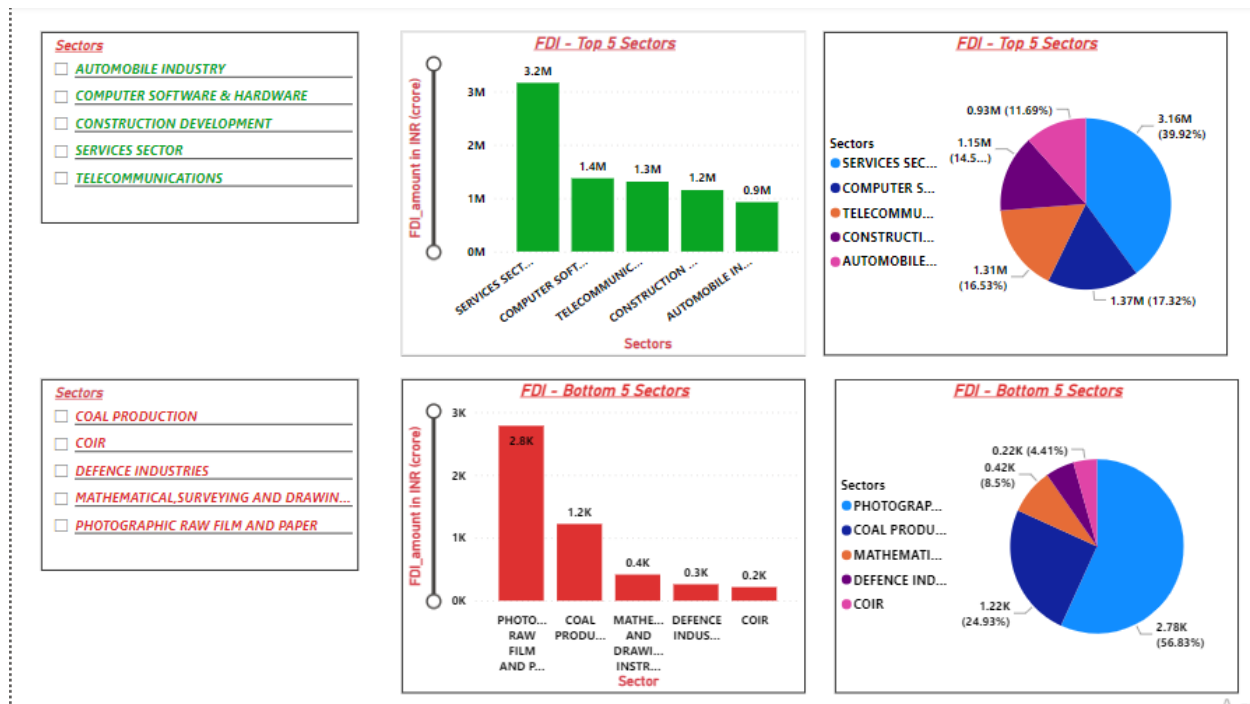 Sectors
AUTOMOBILE INDUSTRY
COMPUTER SOFTWARE & HARDWARE
CONSTRUCTION DEVELOPMENT
SERVICES SECTOR
TELECOMMUNICATIONS
FDI - Top 5 Sectors
FDI_amount in INR (crore)
3M
2M
1M
0M
3.2M
1.4M
1.3M
1.2M
0.9M
SERVICES SECT...
COMPUTER SOFT...
TELECOMMUNIC...
CONSTRUCTION ...
AUTOMOBILE IN...
Sectors
FDI - Top 5 Sectors
Sectors
SERVICES SEC...
COMPUTER S...
TELECOMMU...
CONSTRUCTI...
AUTOMOBILE...
0.93M (11.69%)
3.16M
(39.92%)
1.15M
(14.5...)
1.31M
(16.53%)
1.37M (17.32%)
Sectors
COAL PRODUCTION
COIR
DEFENCE INDUSTRIES
MATHEMATICAL,SURVEYING AND DRAWIN...
PHOTOGRAPHIC RAW FILM AND PAPER
FDI - Bottom 5 Sectors
FDI_amount in INR (crore)
3K
2K
1K
0K
2.8K
1.2K
0.4K
0.3K
0.2K
PHOTO...
RAW
FILM
AND P...
COAL
PRODU...
MATHE...
AND
DRAWI...
INSTR...
DEFENCE
INDUS...
COIR
Sector
FDI - Bottom 5 Sectors
Sectors
PHOTOGRAP...
COAL PRODU...
MATHEMATI...
DEFENCE IND...
COIR
0.22K (4.41%)
0.42K
(8.5%)
1.22K
(24.93%)
2.78K
(56.83%)